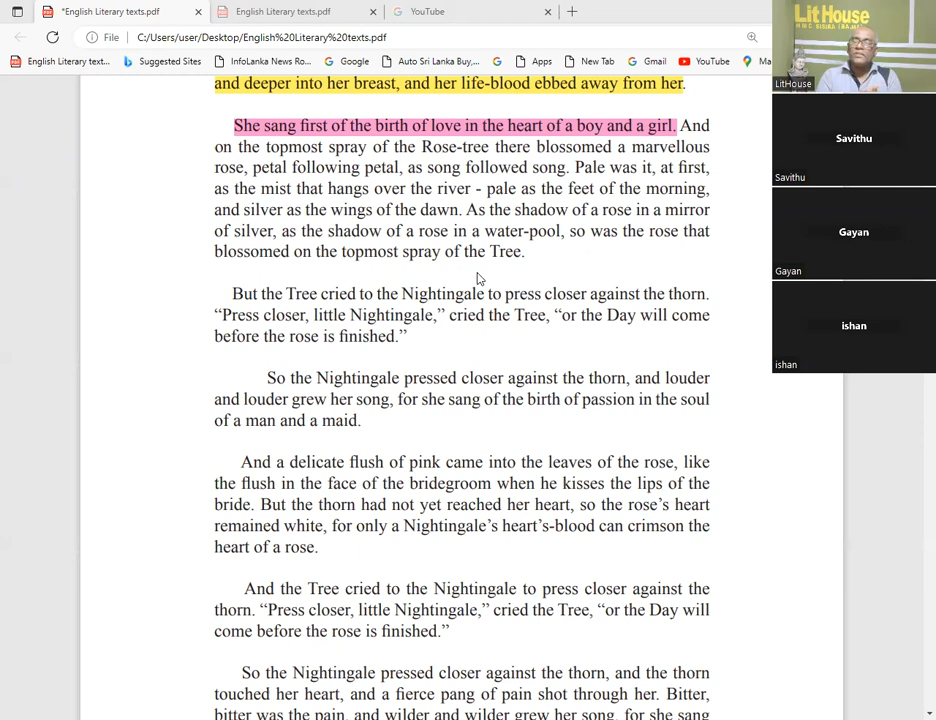 *English Literary texts.pdf
English Literary texts.pdf
YouTube
File
C:/Users/user/Desktop/English%20Literary%20texts.pdf
English Literary text...
Suggested Sites
InfoLanka News Ro...
Google
Auto Sri Lanka Buy,...
Apps
New Tab
Gmail
YouTube
Ma
and deeper into her breast, and her life-blood ebbed away from her.
She sang first of the birth of love in the heart of a boy and a girl. And
on the topmost spray of the Rose-tree there blossomed a marvellous
rose, petal following petal, as song followed song. Pale was it, at first,
as the mist that hangs over the river - pale as the feet of the morning,
and silver as the wings of the dawn. As the shadow of a rose in a mirror
of silver, as the shadow of a rose in a water-pool, so was the rose that
blossomed on the topmost spray of the Tree.
But the Tree cried to the Nightingale to press closer against the thorn.
“Press closer, little Nightingale,” cried the Tree, “or the Day will come
before the rose is finished.”
So the Nightingale pressed closer against the thorn, and louder
and louder grew her song, for she sang of the birth of passion in the soul
of a man and a maid.
And a delicate flush of pink came into the leaves of the rose, like
the flush in the face of the bridegroom when he kisses the lips of the
bride. But the thorn had not yet reached her heart, so the rose’s heart
remained white, for only a Nightingale’s heart’s-blood can crimson the
heart of a rose.
And the Tree cried to the Nightingale to press closer against the
thorn. “Press closer, little Nightingale,” cried the Tree, “or the Day will
come before the rose is finished.”
So the Nightingale pressed closer against the thorn, and the thorn
touched her heart, and a fierce pang of pain shot through her. Bitter,
bitter was the pain, and wilder and wilder grew her song, for she sang
LitHouse
LitHouse
Savithu
Savithu
Gayan
Gayan
ishan
ishan